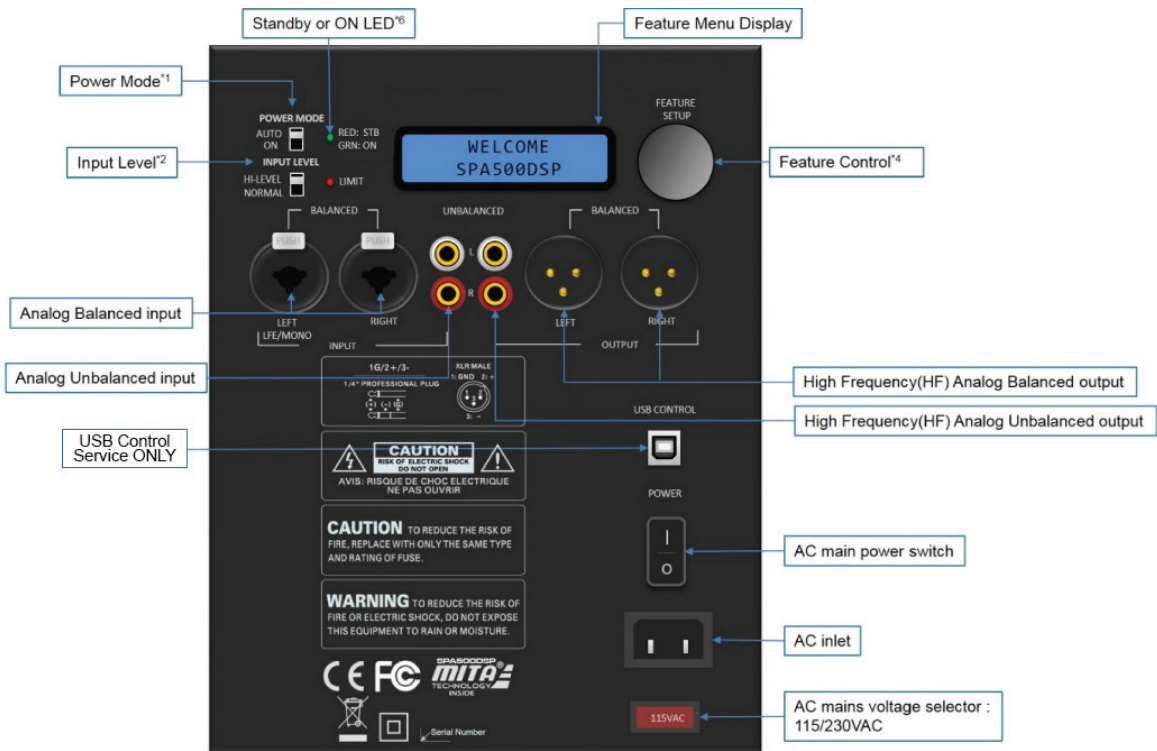 Standby or ON LED*6
Feature Menu Display
Power Mode*1
POWER MODE
AUTO
ON
RED: STB
GRN: ON
WELCOME
SPA500DSP
FEATURE
SETUP
Input Level*2
INPUT LEVEL
HI-LEVEL
NORMAL
LIMIT
Feature Control*4
BALANCED
UNBALANCED
BALANCED
PUSH
PUSH
L
R
Analog Balanced input
LEFT
LFE/MONO
RIGHT
LEFT
RIGHT
INPUT
OUTPUT
Analog Unbalanced input
1G/2+/3-
1/4" PROFESSIONAL PLUG
(+) (-) (G)
XLR MALE
1: GND 2: +
3: -
High Frequency(HF) Analog Balanced output
High Frequency(HF) Analog Unbalanced output
USB CONTROL
USB Control
Service ONLY
CAUTION
RISK OF ELECTRIC SHOCK
DO NOT OPEN
AVIS: RISQUE DE CHOC ELECTRIQUE
NE PAS OUVRIR
POWER
CAUTION TO REDUCE THE RISK OF
FIRE, REPLACE WITH ONLY THE SAME TYPE
AND RATING OF FUSE.
I
O
AC main power switch
WARNING TO REDUCE THE RISK OF
FIRE OR ELECTRIC SHOCK, DO NOT EXPOSE
THIS EQUIPMENT TO RAIN OR MOISTURE.
AC inlet
CE FC
SPA500DSP
MITA®
TECHNOLOGY
INSIDE
115VAC
AC mains voltage selector :
115/230VAC
Serial Number